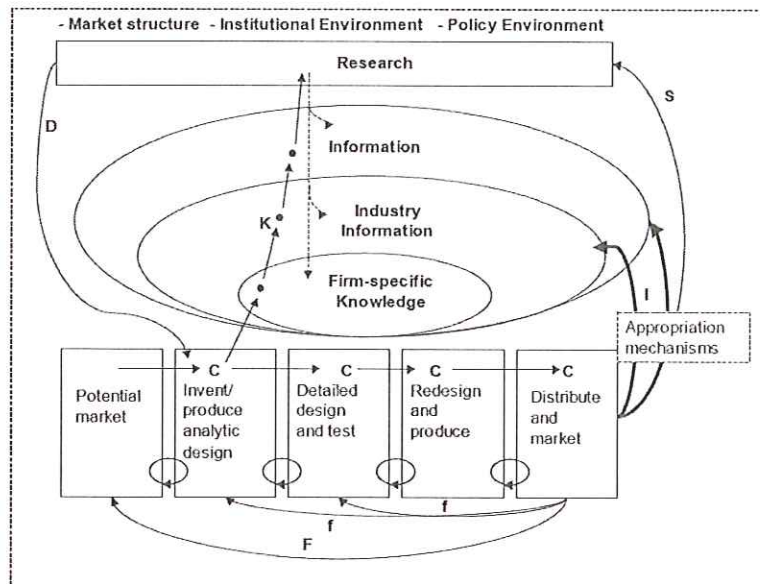 - Market structure - Institutional Environment - Policy Environment
Research
S
D
Information
K
Industry
Information
Firm-specific
Knowledge
I
Appropriation
mechanisms
C
C
C
C
Potential
market
Invent/
produce
analytic
design
Detailed
design
and test
Redesign
and
produce
Distribute
and
market
f
f
F